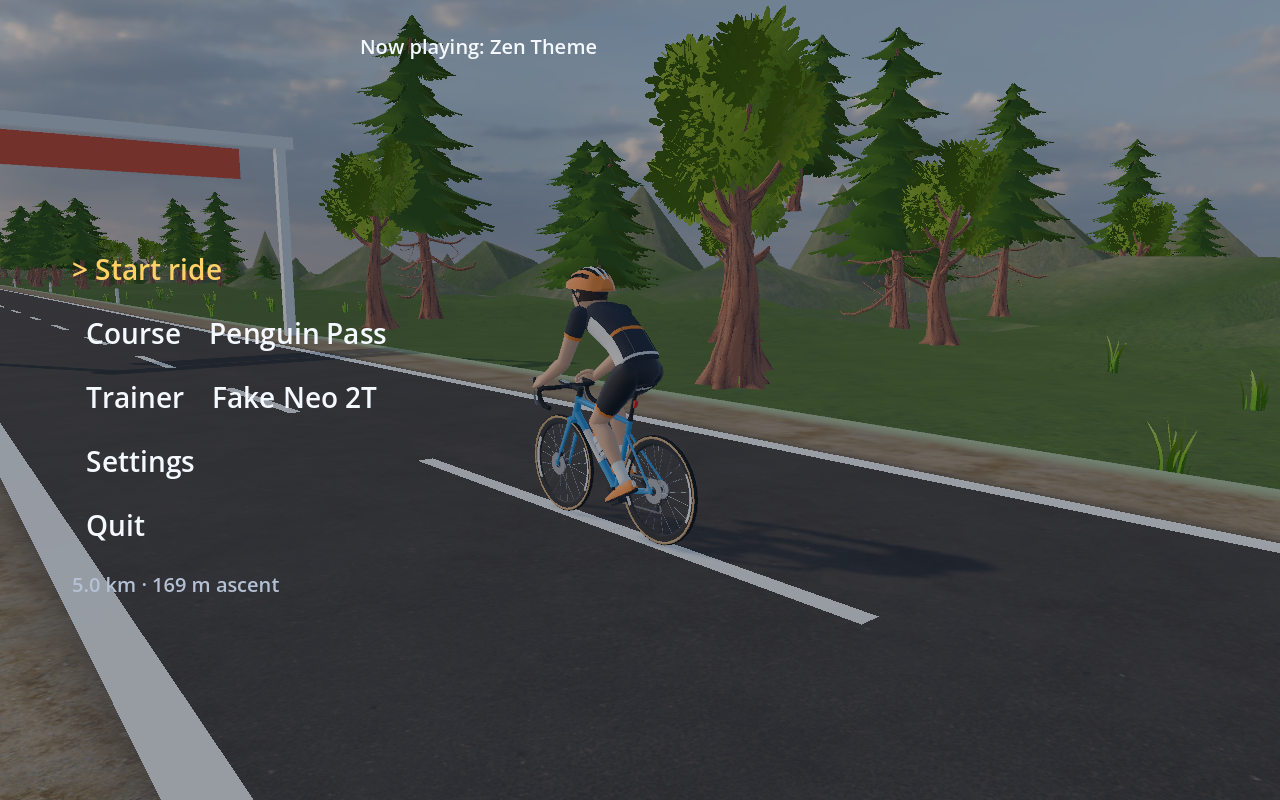 Now playing: Zen Theme
> Start ride
Course Penguin Pass
Trainer Fake Neo 2T
Settings
Quit
5.0 km · 169 m ascent